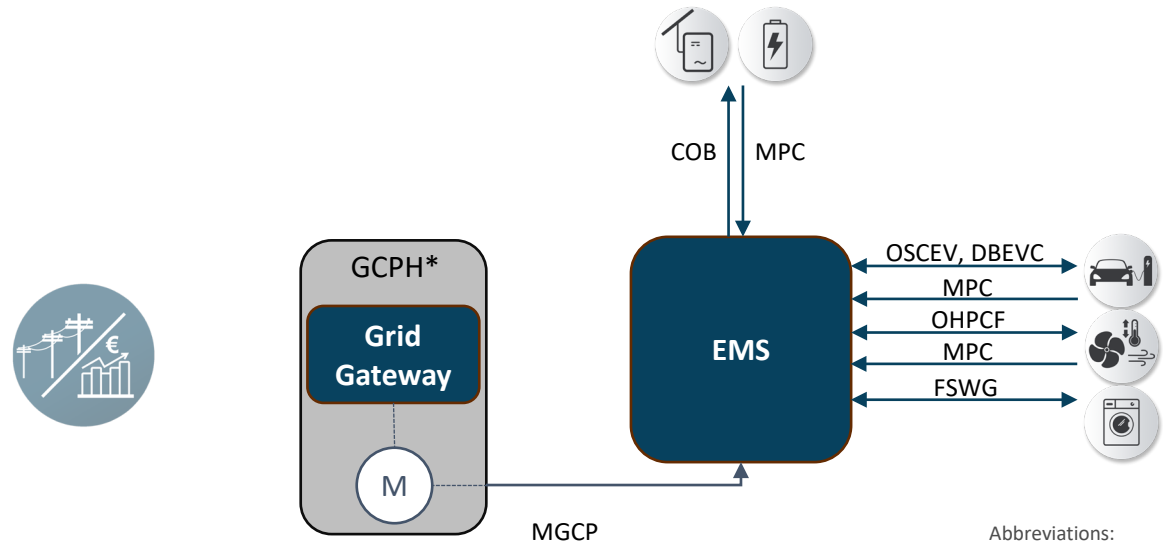 COB
MPC
GCPH*
Grid
Gateway
M
MGCP
€
EMS
OSCEV, DBEVC
MPC
OHPCF
MPC
FSWG
Abbreviations: